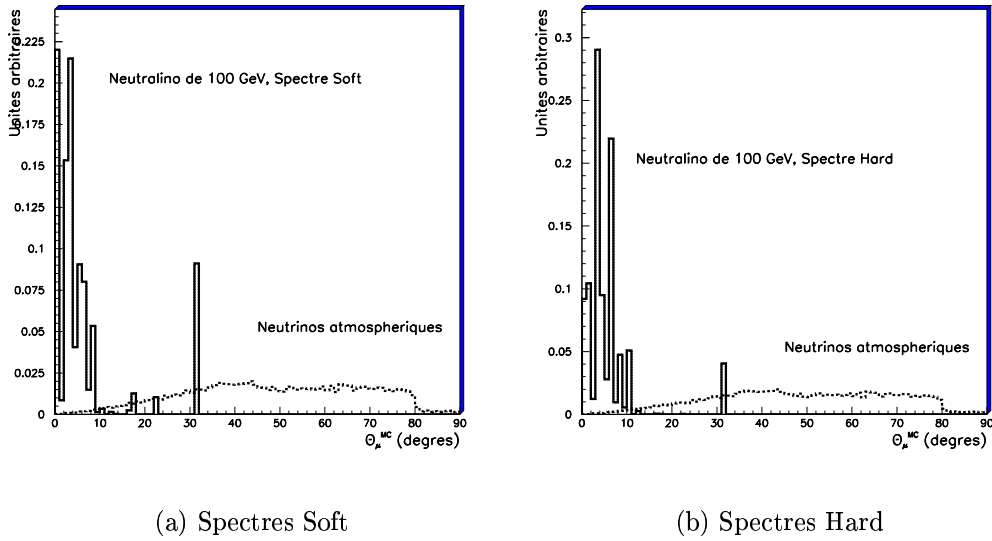 Unites arbitraires
0.225
0.2
0.175
0.15
0.125
0.1
0.075
0.05
0.025
0
Neutralino de 100 GeV, Spectre Soft
Neutrinos atmospheriques
0 10 20 30 40 50 60 70 80 90
Θμ^MC (degres)
(a) Spectres Soft
Unites arbitraires
0.3
0.25
0.2
0.15
0.1
0.05
0
Neutralino de 100 GeV, Spectre Hard
Neutrinos atmospheriques
0 10 20 30 40 50 60 70 80 90
Θμ^MC (degres)
(b) Spectres Hard